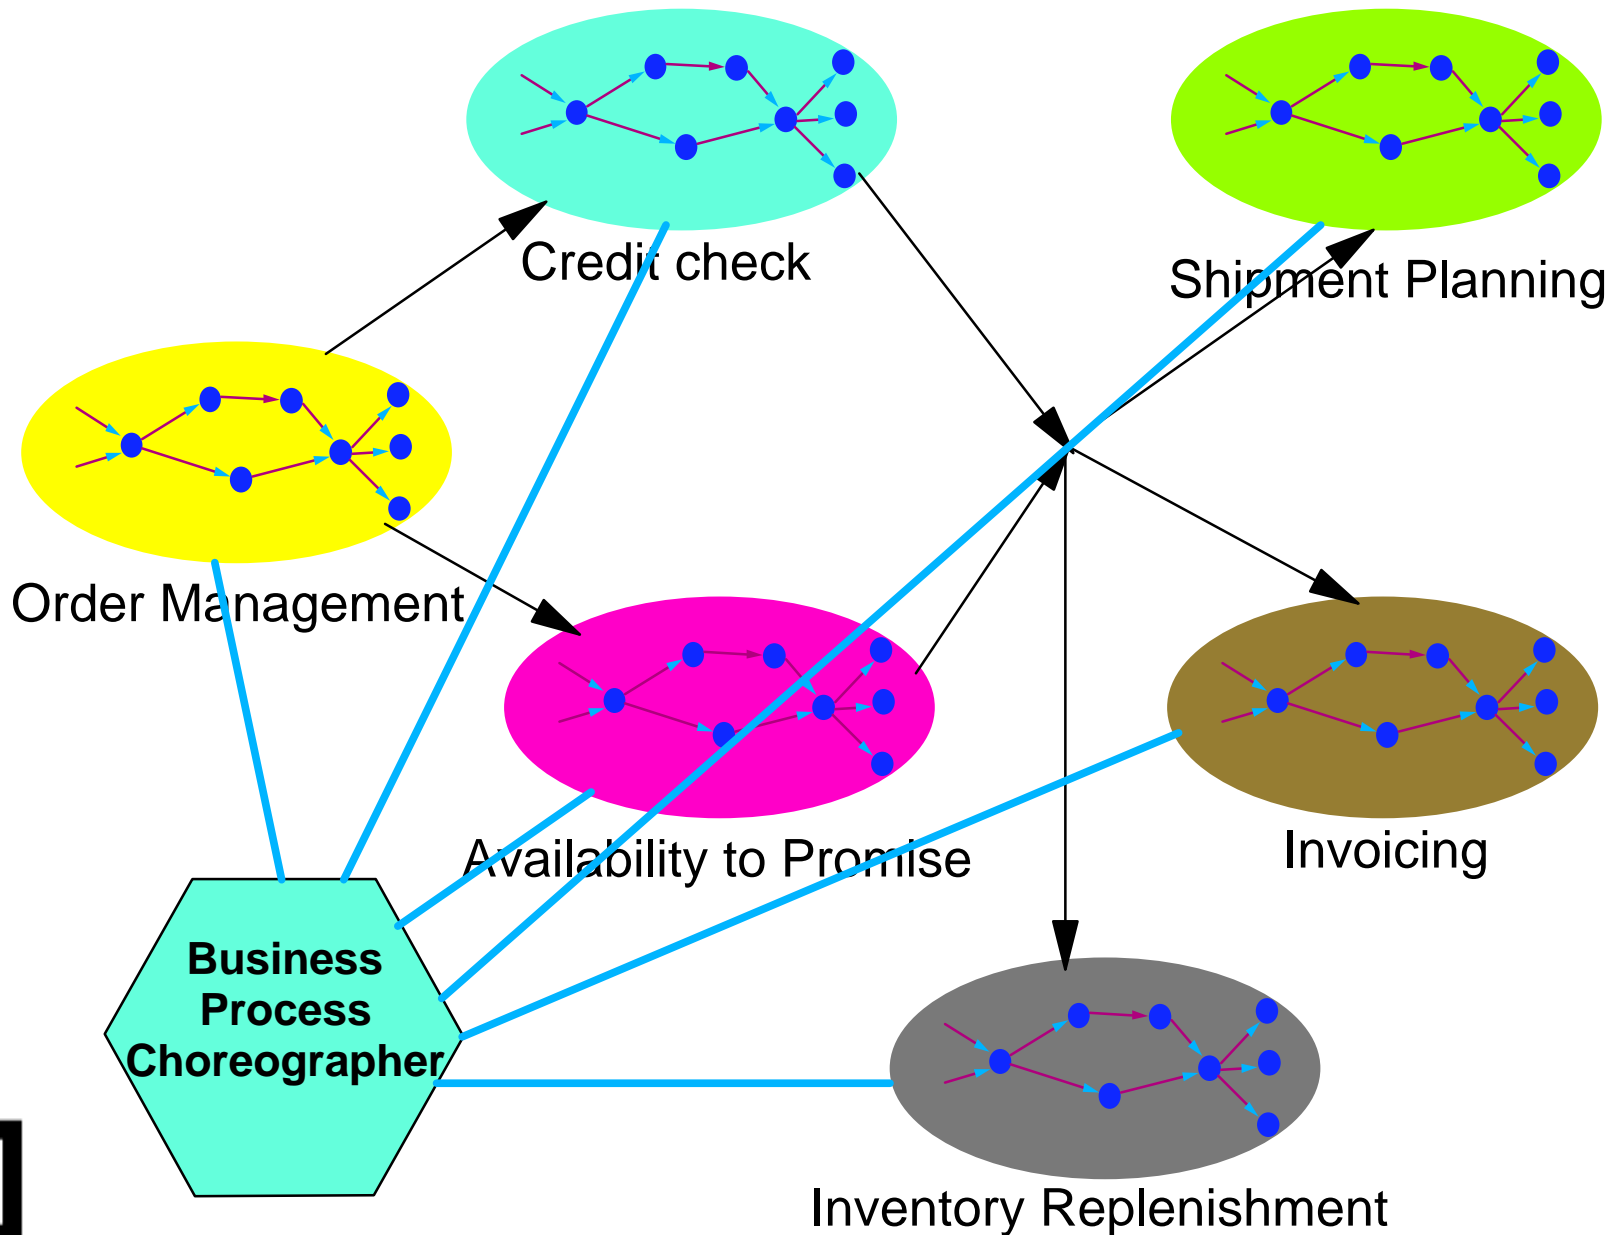 Credit check
Shipment Planning
Order Management
Availability to Promise
Invoicing
Business
Process
Choreographer
Inventory Replenishment
]